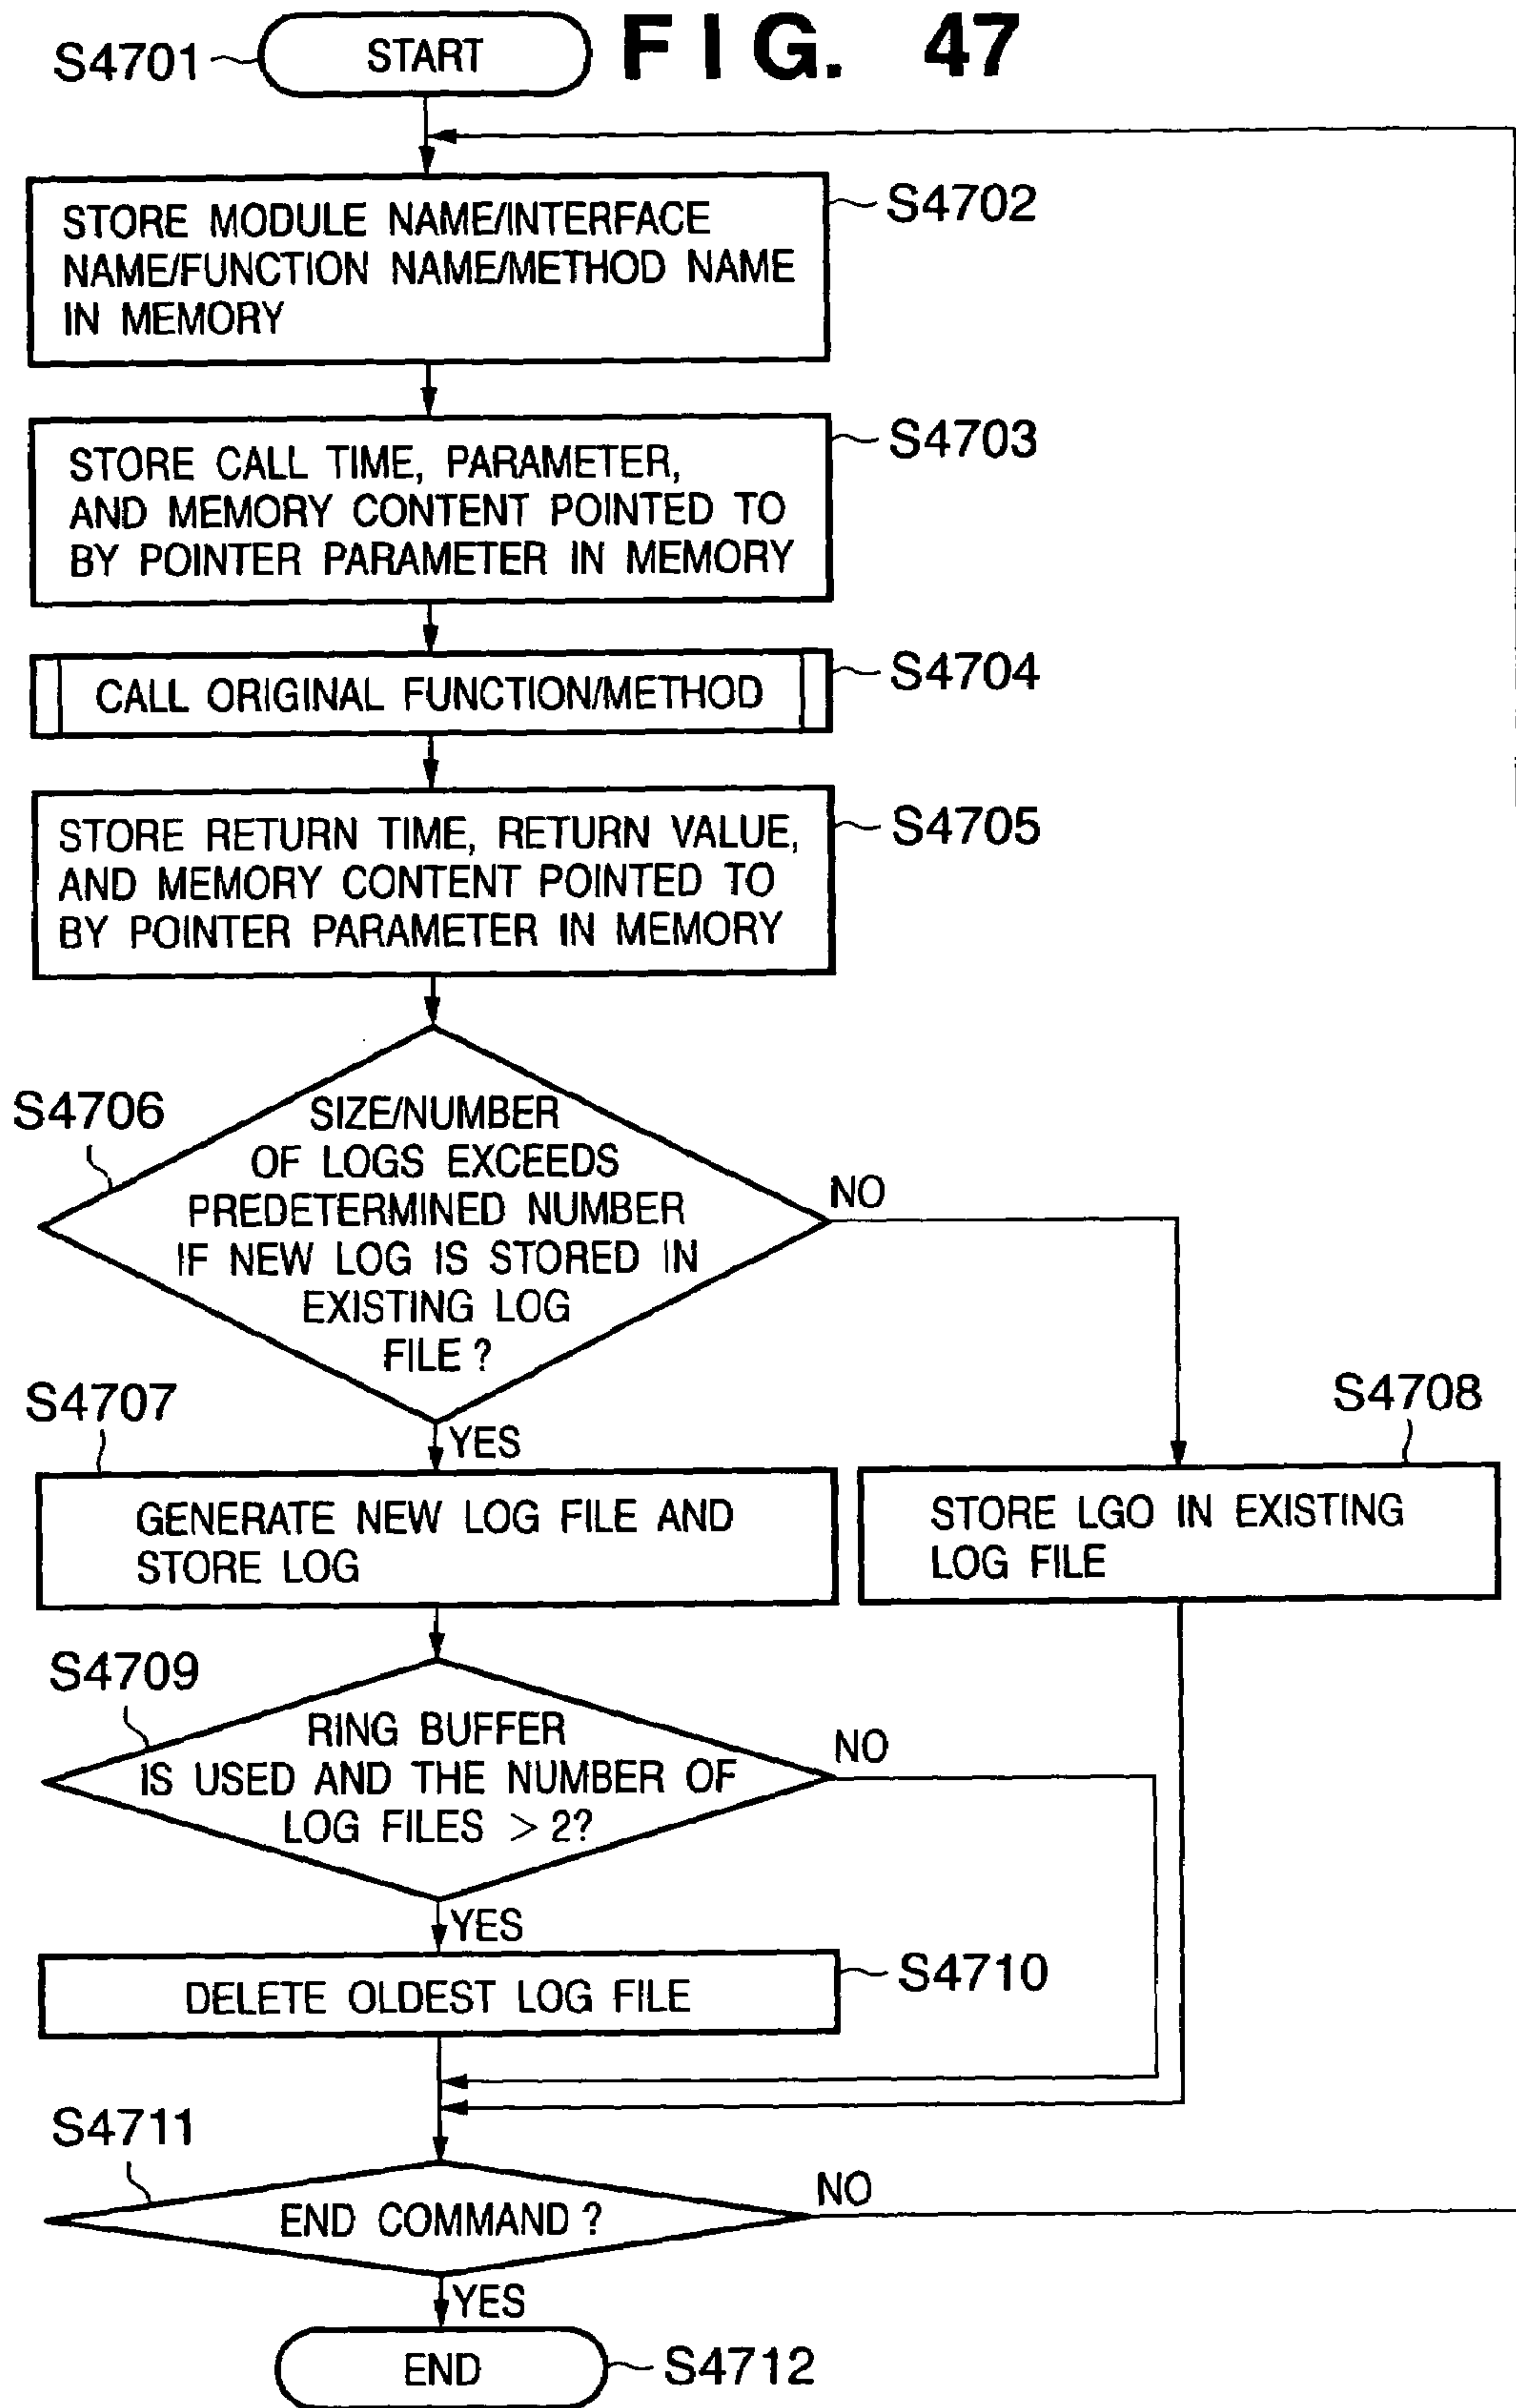 FIG. 47
S4701
START
S4702
STORE MODULE NAME/INTERFACE
NAME/FUNCTION NAME/METHOD NAME
IN MEMORY
S4703
STORE CALL TIME, PARAMETER,
AND MEMORY CONTENT POINTED TO
BY POINTER PARAMETER IN MEMORY
S4704
CALL ORIGINAL FUNCTION/METHOD
S4705
STORE RETURN TIME, RETURN VALUE,
AND MEMORY CONTENT POINTED TO
BY POINTER PARAMETER IN MEMORY
S4706
SIZE/NUMBER
OF LOGS EXCEEDS
PREDETERMINED NUMBER
IF NEW LOG IS STORED IN
EXISTING LOG
FILE ?
NO
YES
S4707
GENERATE NEW LOG FILE AND
STORE LOG
S4708
STORE LGO IN EXISTING
LOG FILE
S4709
RING BUFFER
IS USED AND THE NUMBER OF
LOG FILES > 2?
NO
YES
S4710
DELETE OLDEST LOG FILE
S4711
END COMMAND ?
NO
YES
END
S4712